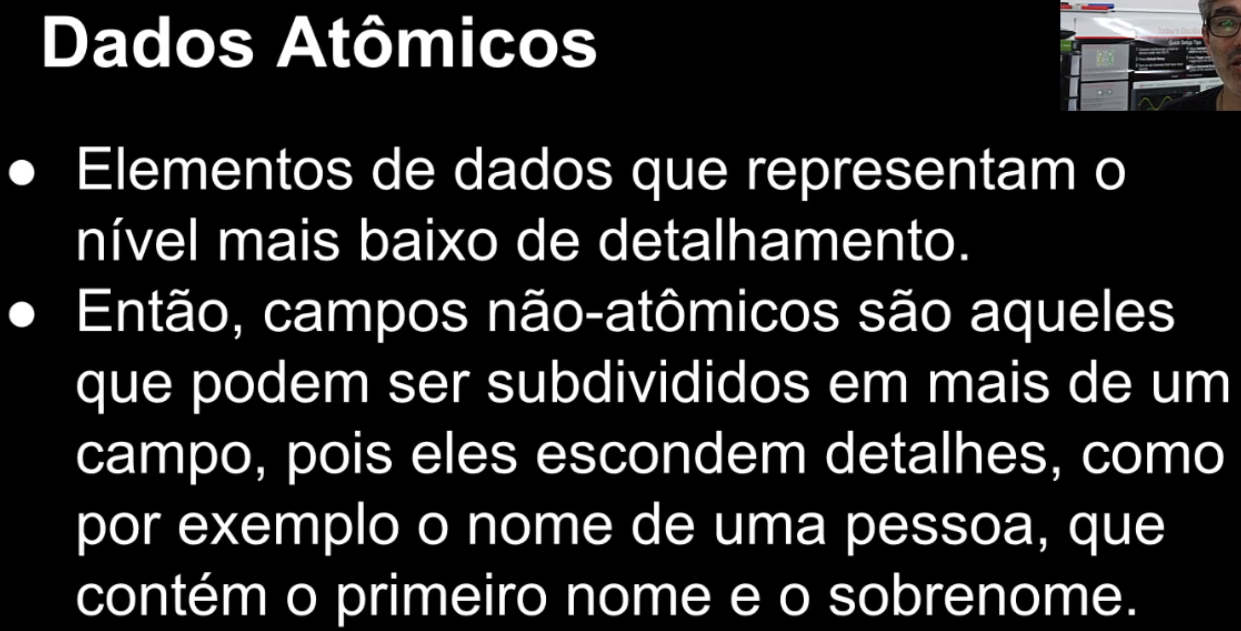 Dados Atômicos
● Elementos de dados que representam o
nível mais baixo de detalhamento.
● Então, campos não-atômicos são aqueles
que podem ser subdivididos em mais de um
campo, pois eles escondem detalhes, como
por exemplo o nome de uma pessoa, que
contém o primeiro nome e o sobrenome.